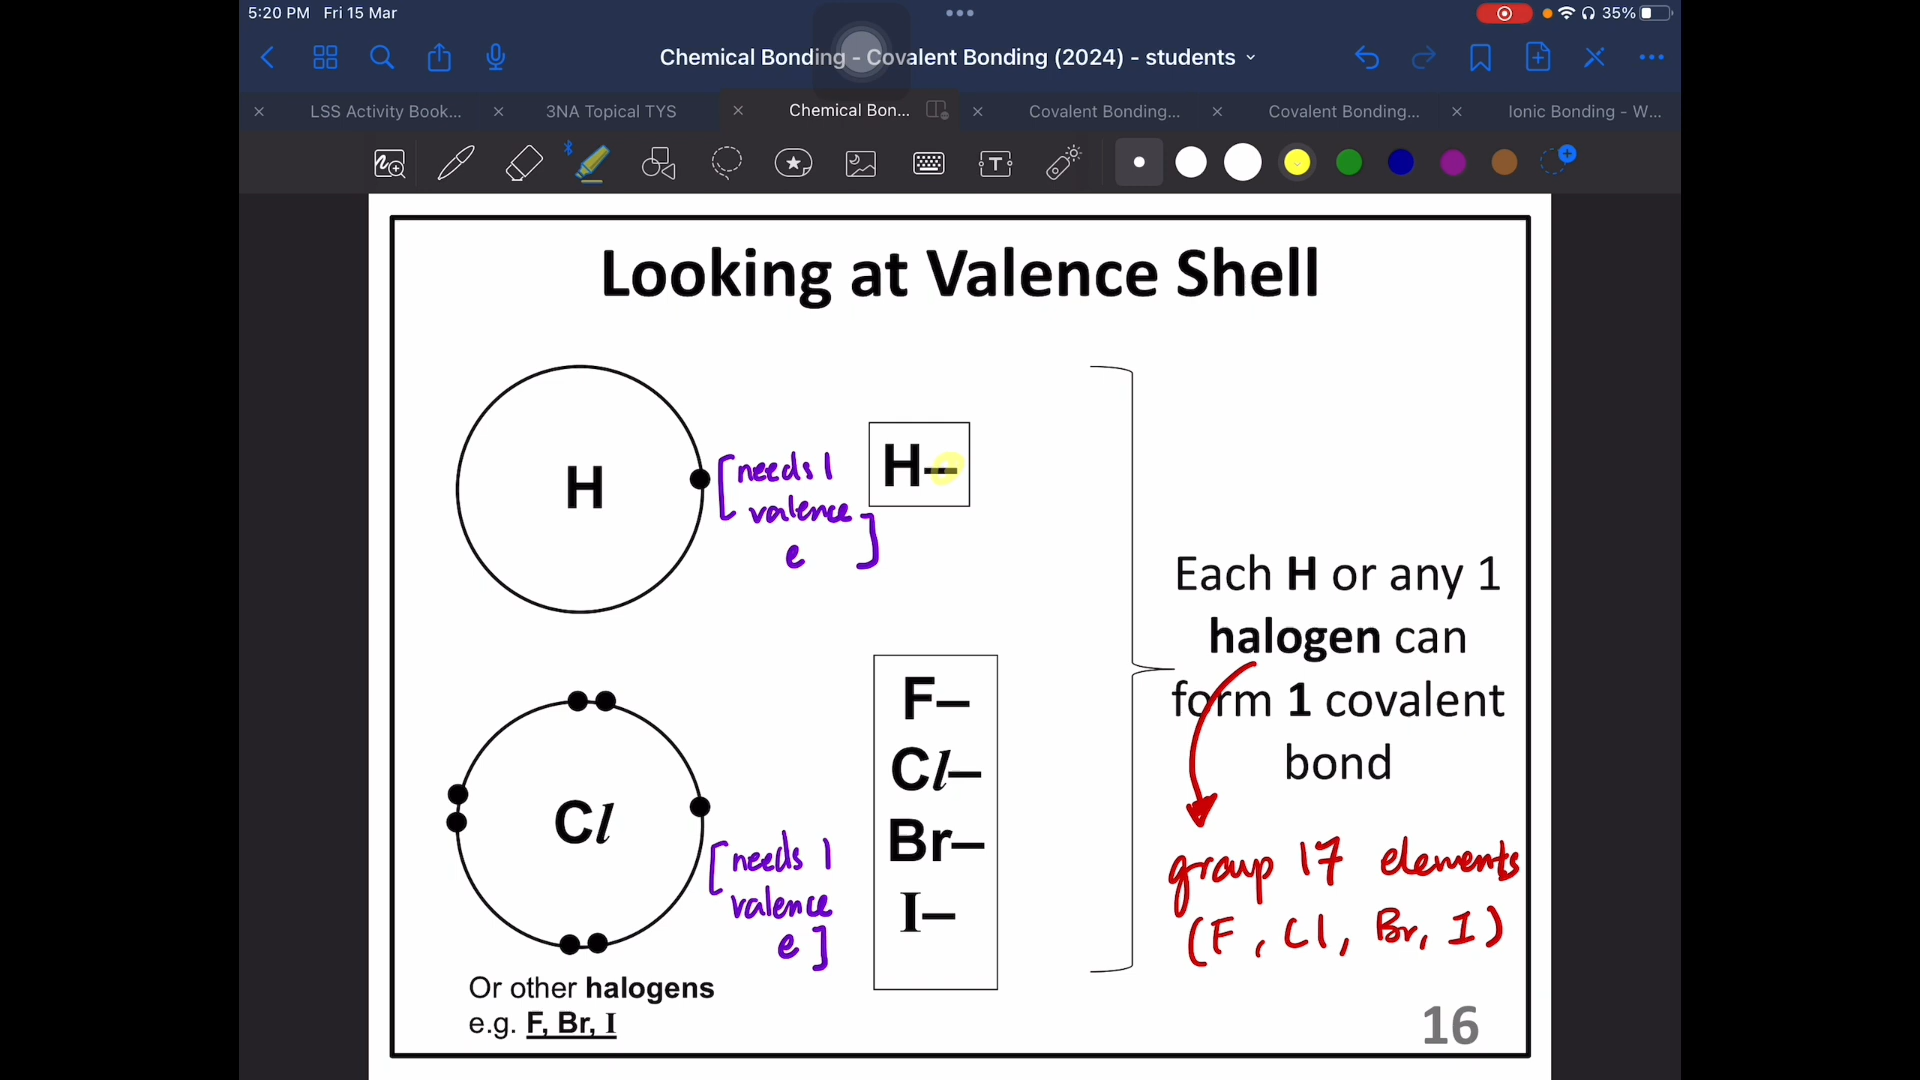 5:20 PM Fri 15 Mar
35%
Chemical Bonding - Covalent Bonding (2024) - students
LSS Activity Book...
3NA Topical TYS
Chemical Bon...
Covalent Bonding...
Covalent Bonding...
Ionic Bonding - W...
T
Looking at Valence Shell
H
[needs 1
valence
e ]
H–
Cl
[needs 1
valence
e ]
F–
Cl–
Br–
I–
Or other halogens
e.g. F, Br, I
Each H or any 1
halogen can
form 1 covalent
bond
group 17 elements
(F, Cl, Br, I)
16